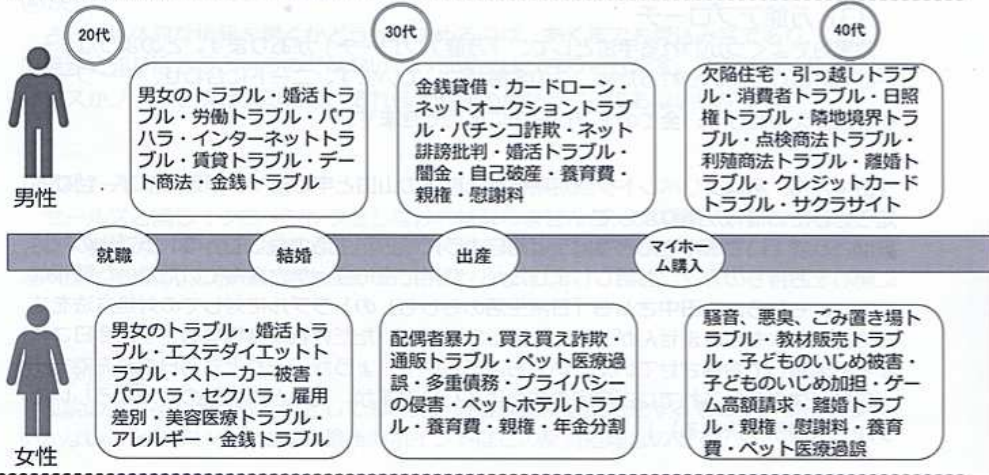 20代
30代
40代
男女のトラブル・婚活トラ
ブル・労働トラブル・パワ
ハラ・インターネットトラ
ブル・賃貸トラブル・デー
ト商法・金銭トラブル
金銭貸借・カードローン・
ネットオークショントラブ
ル・パチンコ詐欺・ネット
誹謗批判・婚活トラブル・
闇金・自己破産・養育費・
親権・慰謝料
欠陥住宅・引っ越しトラブ
ル・消費者トラブル・日照
権トラブル・隣地境界トラ
ブル・点検商法トラブル・
利殖商法トラブル・離婚ト
ラブル・クレジットカード
トラブル・サクラサイト
男性
就職
結婚
出産
マイホー
ム購入
男女のトラブル・婚活トラ
ブル・エステダイエットト
ラブル・ストーカー被害・
パワハラ・セクハラ・雇用
差別・美容医療トラブル・
アレルギー・金銭トラブル
配偶者暴力・買え買え詐欺・
通販トラブル・ペット医療過
誤・多重債務・プライバシー
の侵害・ペットホテルトラブ
ル・養育費・親権・年金分割
騒音、悪臭、ごみ置き場ト
ラブル・教材販売トラブ
ル・子どものいじめ被害・
子どものいじめ加担・ゲー
ム高額請求・離婚トラブ
ル・親権・慰謝料・養育
費・ペット医療過誤
女性